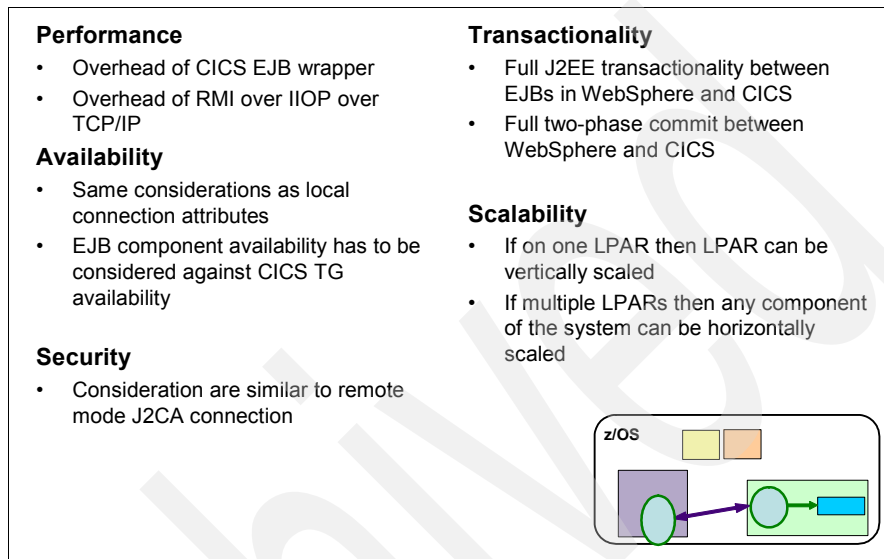 Performance
• Overhead of CICS EJB wrapper
• Overhead of RMI over IIOP over
TCP/IP
Availability
• Same considerations as local
connection attributes
• EJB component availability has to be
considered against CICS TG
availability
Security
• Consideration are similar to remote
mode J2CA connection
Transactionality
• Full J2EE transactionality between
EJBs in WebSphere and CICS
• Full two-phase commit between
WebSphere and CICS
Scalability
• If on one LPAR then LPAR can be
vertically scaled
• If multiple LPARs then any component
of the system can be horizontally
scaled
z/OS